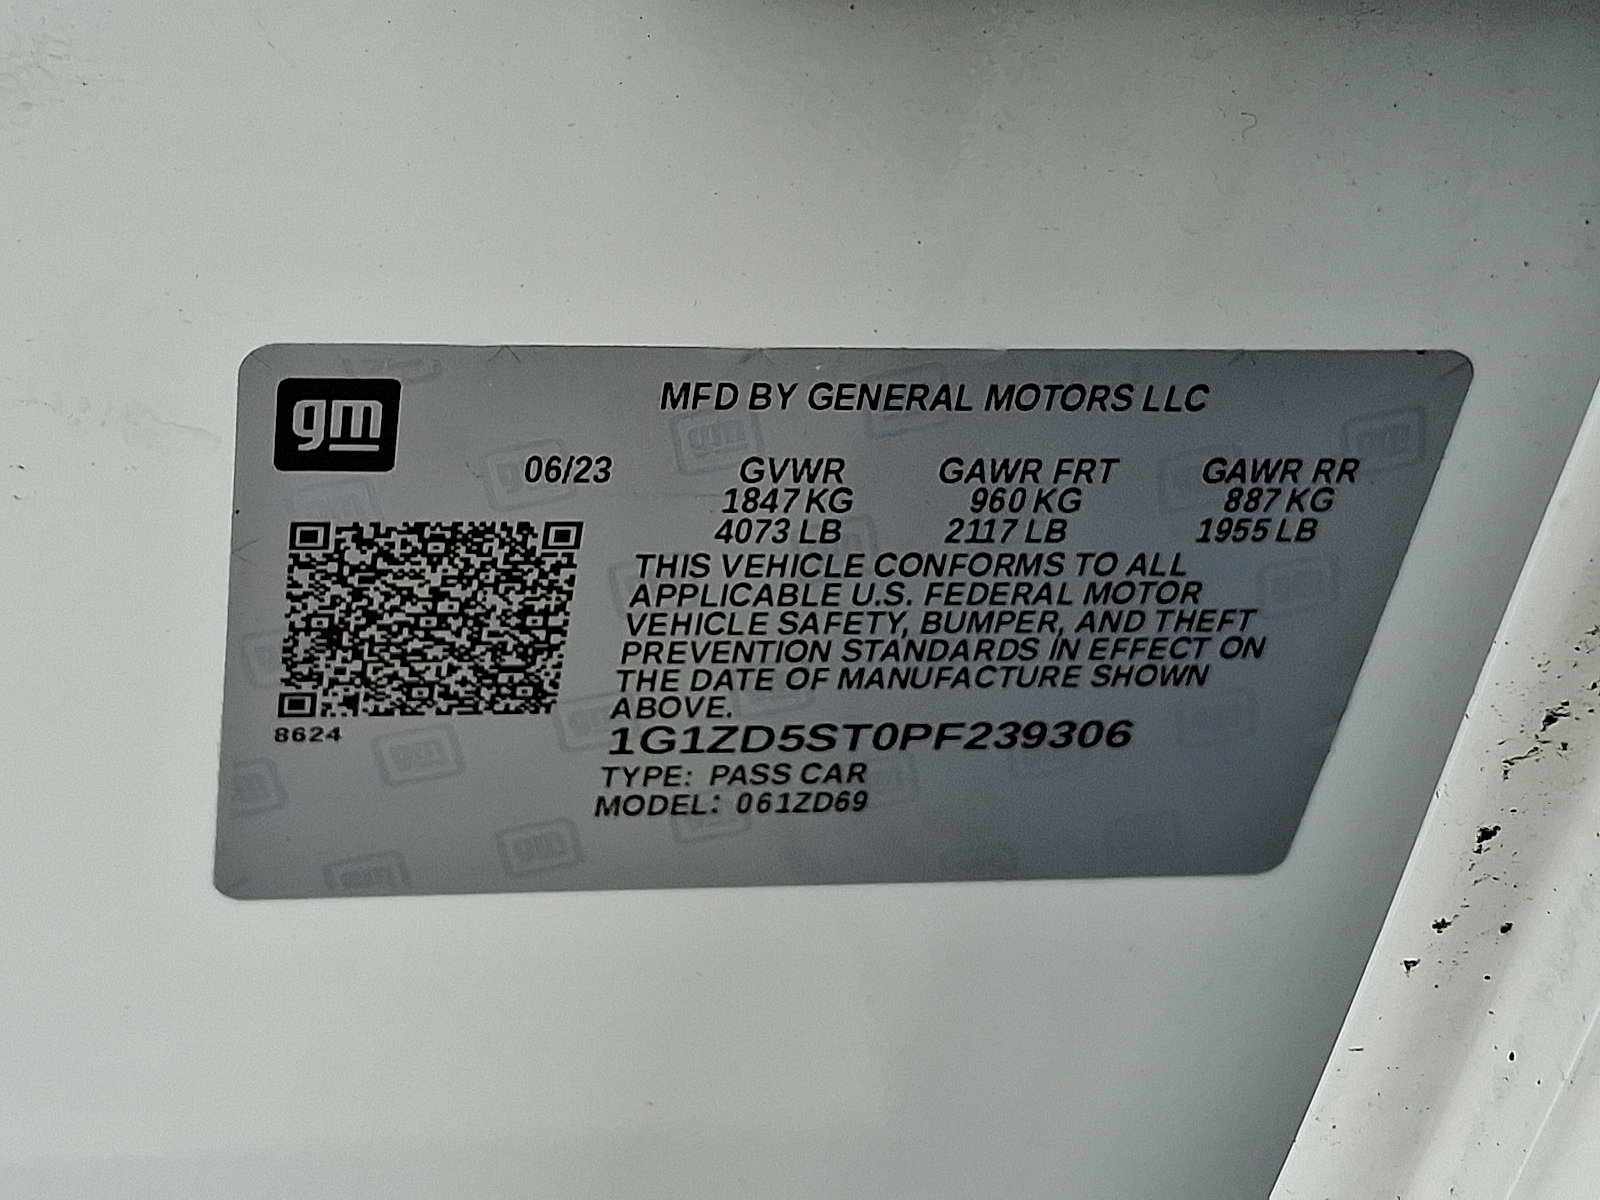 gm
MFD BY GENERAL MOTORS LLC
06/23 GVWR GAWR FRT GAWR RR
1847 KG 960 KG 887 KG
4073 LB 2117 LB 1955 LB
THIS VEHICLE CONFORMS TO ALL
APPLICABLE U.S. FEDERAL MOTOR
VEHICLE SAFETY, BUMPER, AND THEFT
PREVENTION STANDARDS IN EFFECT ON
THE DATE OF MANUFACTURE SHOWN
ABOVE.
8624
1G1ZD5ST0PF239306
TYPE: PASS CAR
MODEL: 061ZD69